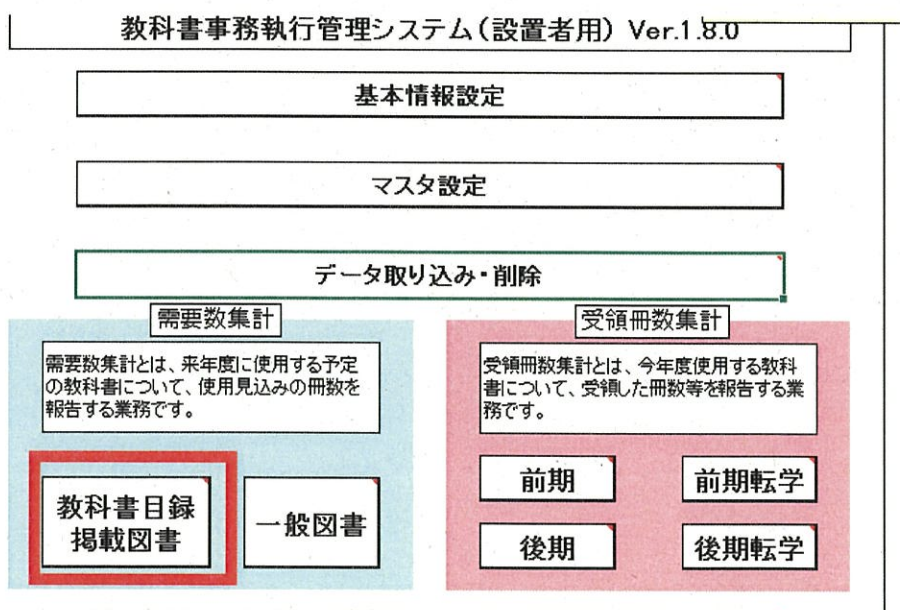 教科書事務執行管理システム(設置者用) Ver.1.8.0
基本情報設定
マスタ設定
データ取り込み・削除
需要数集計
需要数集計とは、来年度に使用する予定
の教科書について、使用見込みの冊数を
報告する業務です。
教科書目録
掲載図書
一般図書
受領冊数集計
受領冊数集計とは、今年度使用する教科
書について、受領した冊数等を報告する業
務です。
前期
前期転学
後期
後期転学